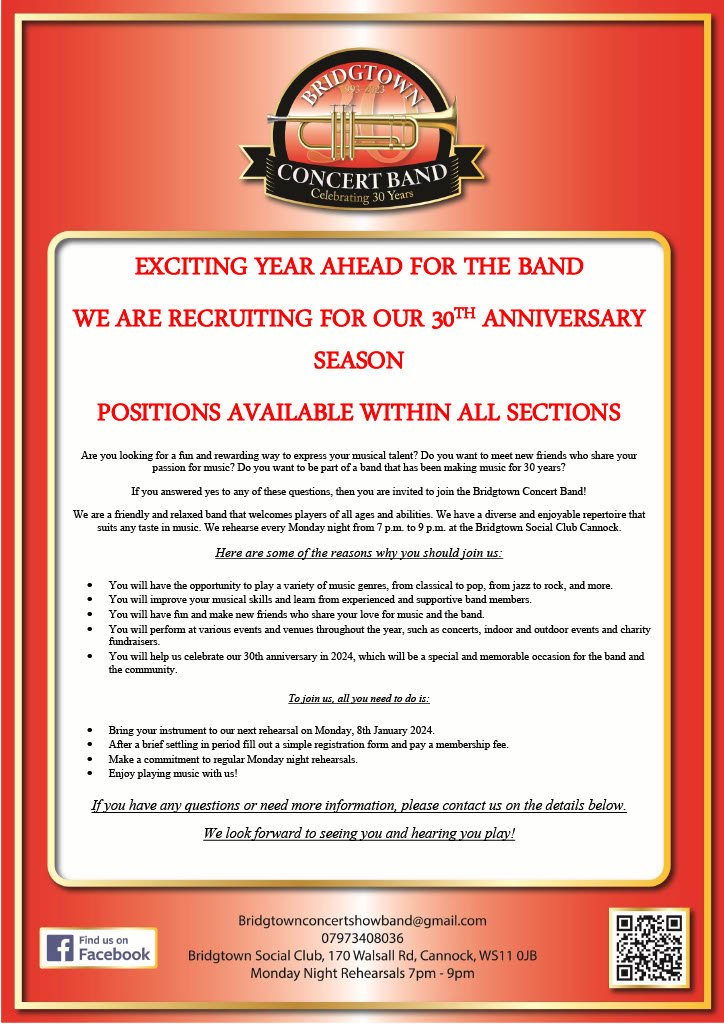 BRIDGTOWN
1993-2023
CONCERT BAND
Celebrating 30 Years
EXCITING YEAR AHEAD FOR THE BAND
WE ARE RECRUITING FOR OUR 30TH ANNIVERSARY
SEASON
POSITIONS AVAILABLE WITHIN ALL SECTIONS
Are you looking for a fun and rewarding way to express your musical talent? Do you want to meet new friends who share your
passion for music? Do you want to be part of a band that has been making music for 30 years?
If you answered yes to any of these questions, then you are invited to join the Bridgtown Concert Band!
We are a friendly and relaxed band that welcomes players of all ages and abilities. We have a diverse and enjoyable repertoire that
suits any taste in music. We rehearse every Monday night from 7 p.m. to 9 p.m. at the Bridgtown Social Club Cannock.
Here are some of the reasons why you should join us:
• You will have the opportunity to play a variety of music genres, from classical to pop, from jazz to rock, and more.
• You will improve your musical skills and learn from experienced and supportive band members.
• You will have fun and make new friends who share your love for music and the band.
• You will perform at various events and venues throughout the year, such as concerts, indoor and outdoor events and charity
fundraisers.
• You will help us celebrate our 30th anniversary in 2024, which will be a special and memorable occasion for the band and
the community.
To join us, all you need to do is:
• Bring your instrument to our next rehearsal on Monday, 8th January 2024.
• After a brief settling in period fill out a simple registration form and pay a membership fee.
• Make a commitment to regular Monday night rehearsals.
• Enjoy playing music with us!
If you have any questions or need more information, please contact us on the details below.
We look forward to seeing you and hearing you play!
Find us on
Facebook
Bridgtownconcertshowband@gmail.com
07973408036
Bridgtown Social Club, 170 Walsall Rd, Cannock, WS11 0JB
Monday Night Rehearsals 7pm - 9pm